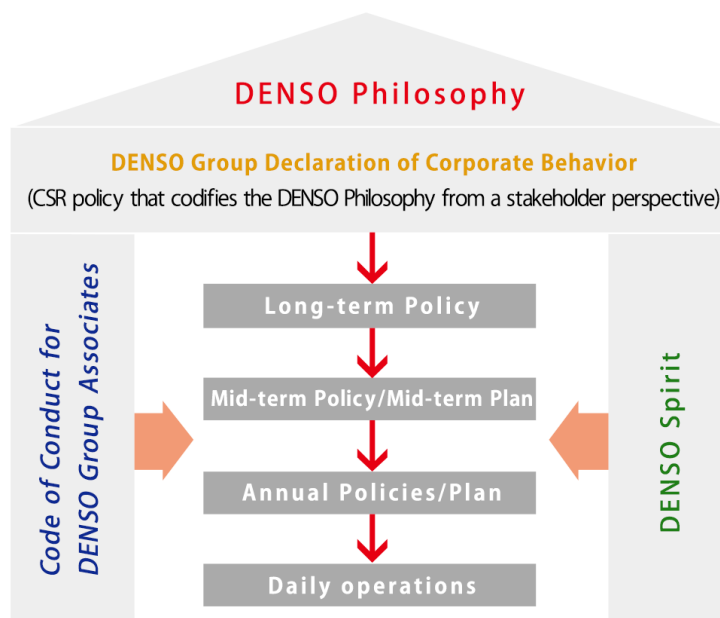 DENSO Philosophy
DENSO Group Declaration of Corporate Behavior
(CSR policy that codifies the DENSO Philosophy from a stakeholder perspective)
Code of Conduct for
DENSO Group Associates
Long-term Policy
Mid-term Policy/Mid-term Plan
Annual Policies/Plan
Daily operations
DENSO Spirit